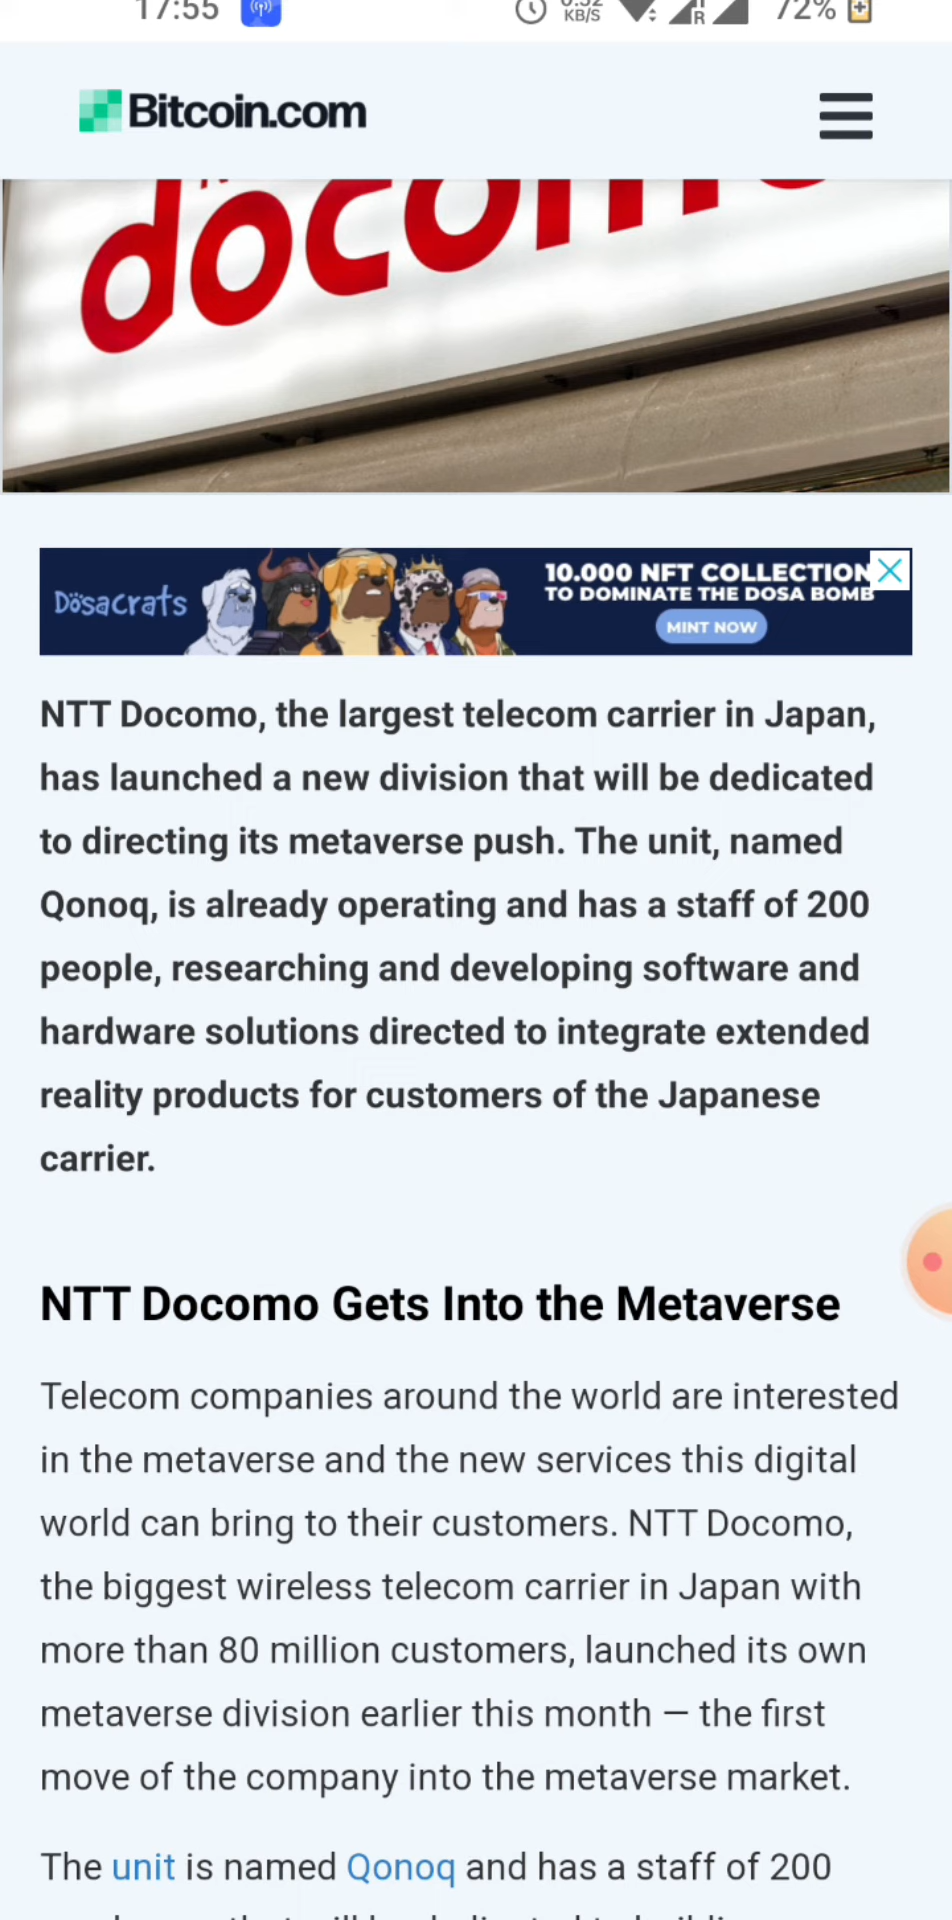 17:55
KB/S
R
72%
Bitcoin.com
docomo
Dosacrats
10.000 NFT COLLECTION
TO DOMINATE THE DOSA BOMB
MINT NOW
NTT Docomo, the largest telecom carrier in Japan,
has launched a new division that will be dedicated
to directing its metaverse push. The unit, named
Qonoq, is already operating and has a staff of 200
people, researching and developing software and
hardware solutions directed to integrate extended
reality products for customers of the Japanese
carrier.
NTT Docomo Gets Into the Metaverse
Telecom companies around the world are interested
in the metaverse and the new services this digital
world can bring to their customers. NTT Docomo,
the biggest wireless telecom carrier in Japan with
more than 80 million customers, launched its own
metaverse division earlier this month — the first
move of the company into the metaverse market.
The unit is named Qonoq and has a staff of 200